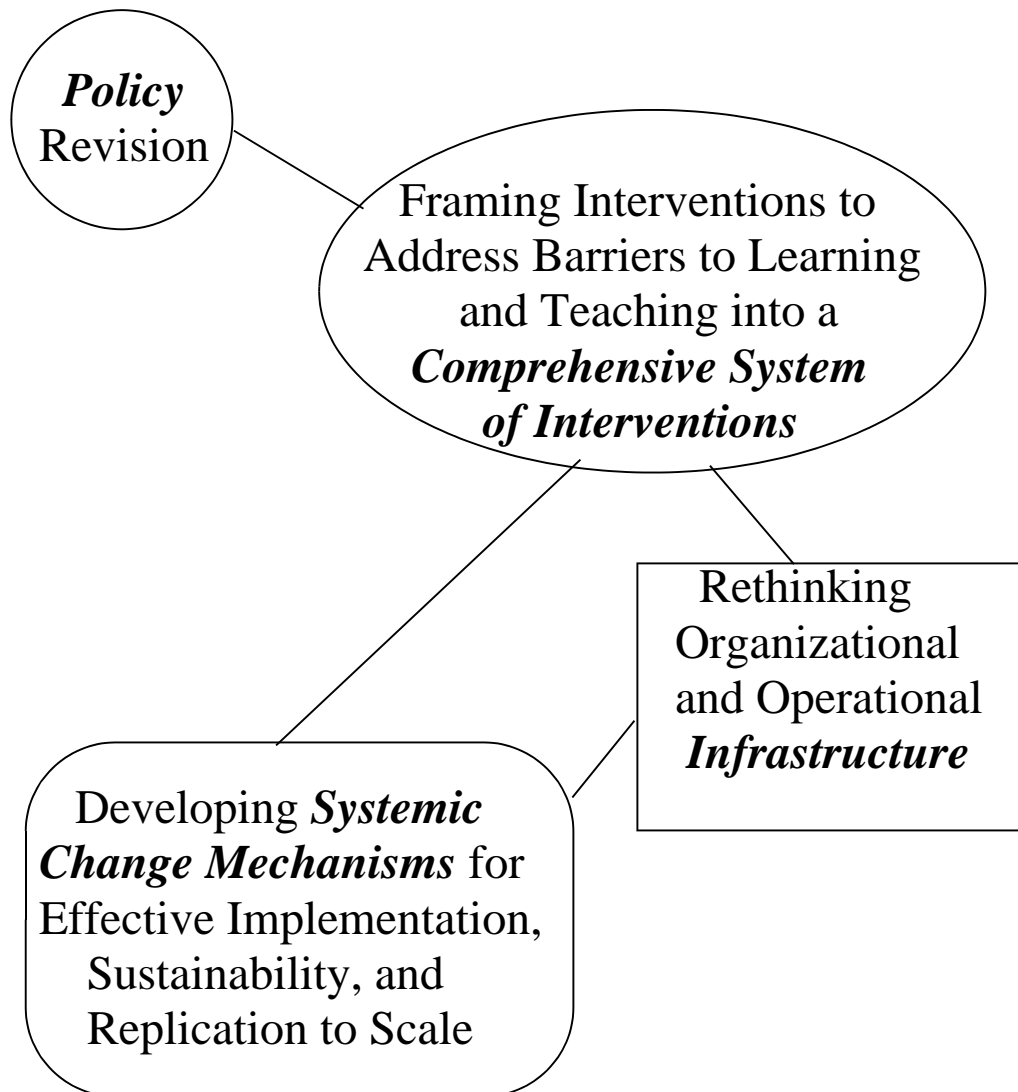 Policy
Revision
Framing Interventions to
Address Barriers to Learning
and Teaching into a
Comprehensive System
of Interventions
Rethinking
Organizational
and Operational
Infrastructure
Developing Systemic
Change Mechanisms for
Effective Implementation,
Sustainability, and
Replication to Scale